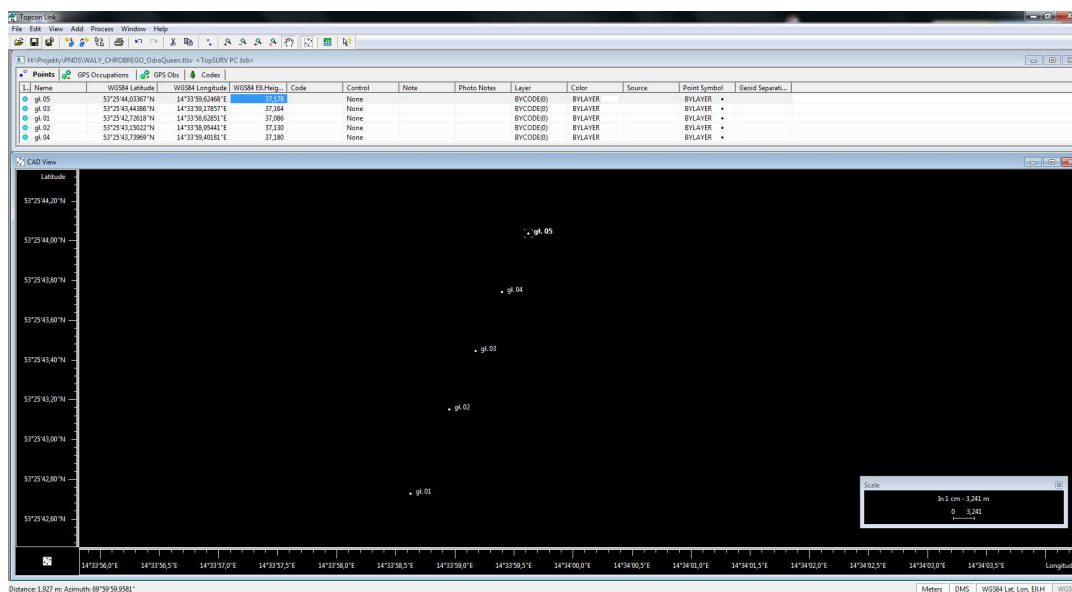 Topcon Link
File Edit View Add Process Window Help
H:\Projekty\PNDS\WALY_CHROBREGO_OdraQueen.tlsv <TopSURV PC Job>
Points GPS Occupations GPS Obs Codes
I... Name WGS84 Latitude WGS84 Longitude WGS84 Ell.Heig... Code Control Note Photo Notes Layer Color Source Point Symbol Geoid Separati...
gł. 05 53°25'44,03367"N 14°33'59,62468"E 37,178 None BYCODE(0) BYLAYER BYLAYER
gł. 03 53°25'43,44386"N 14°33'59,17857"E 37,164 None BYCODE(0) BYLAYER BYLAYER
gł. 01 53°25'42,72618"N 14°33'58,62851"E 37,086 None BYCODE(0) BYLAYER BYLAYER
gł. 02 53°25'43,15022"N 14°33'58,95441"E 37,130 None BYCODE(0) BYLAYER BYLAYER
gł. 04 53°25'43,73969"N 14°33'59,40181"E 37,180 None BYCODE(0) BYLAYER BYLAYER
CAD View
Latitude
53°25'44,20"N
gł. 05
53°25'44,00"N
53°25'43,80"N
gł. 04
53°25'43,60"N
gł. 03
53°25'43,40"N
53°25'43,20"N
gł. 02
53°25'43,00"N
53°25'42,80"N
gł. 01
Scale
In 1 cm - 3,241 m
0 3,241
53°25'42,60"N
14°33'56,0"E 14°33'56,5"E 14°33'57,0"E 14°33'57,5"E 14°33'58,0"E 14°33'58,5"E 14°33'59,0"E 14°33'59,5"E 14°34'00,0"E 14°34'00,5"E 14°34'01,0"E 14°34'01,5"E 14°34'02,0"E 14°34'02,5"E 14°34'03,0"E 14°34'03,5"E Longitud
Distance: 1,927 m; Azimuth: 89°59'59,9581" Meters DMS WGS84 Lat, Lon, Ell.H WGS